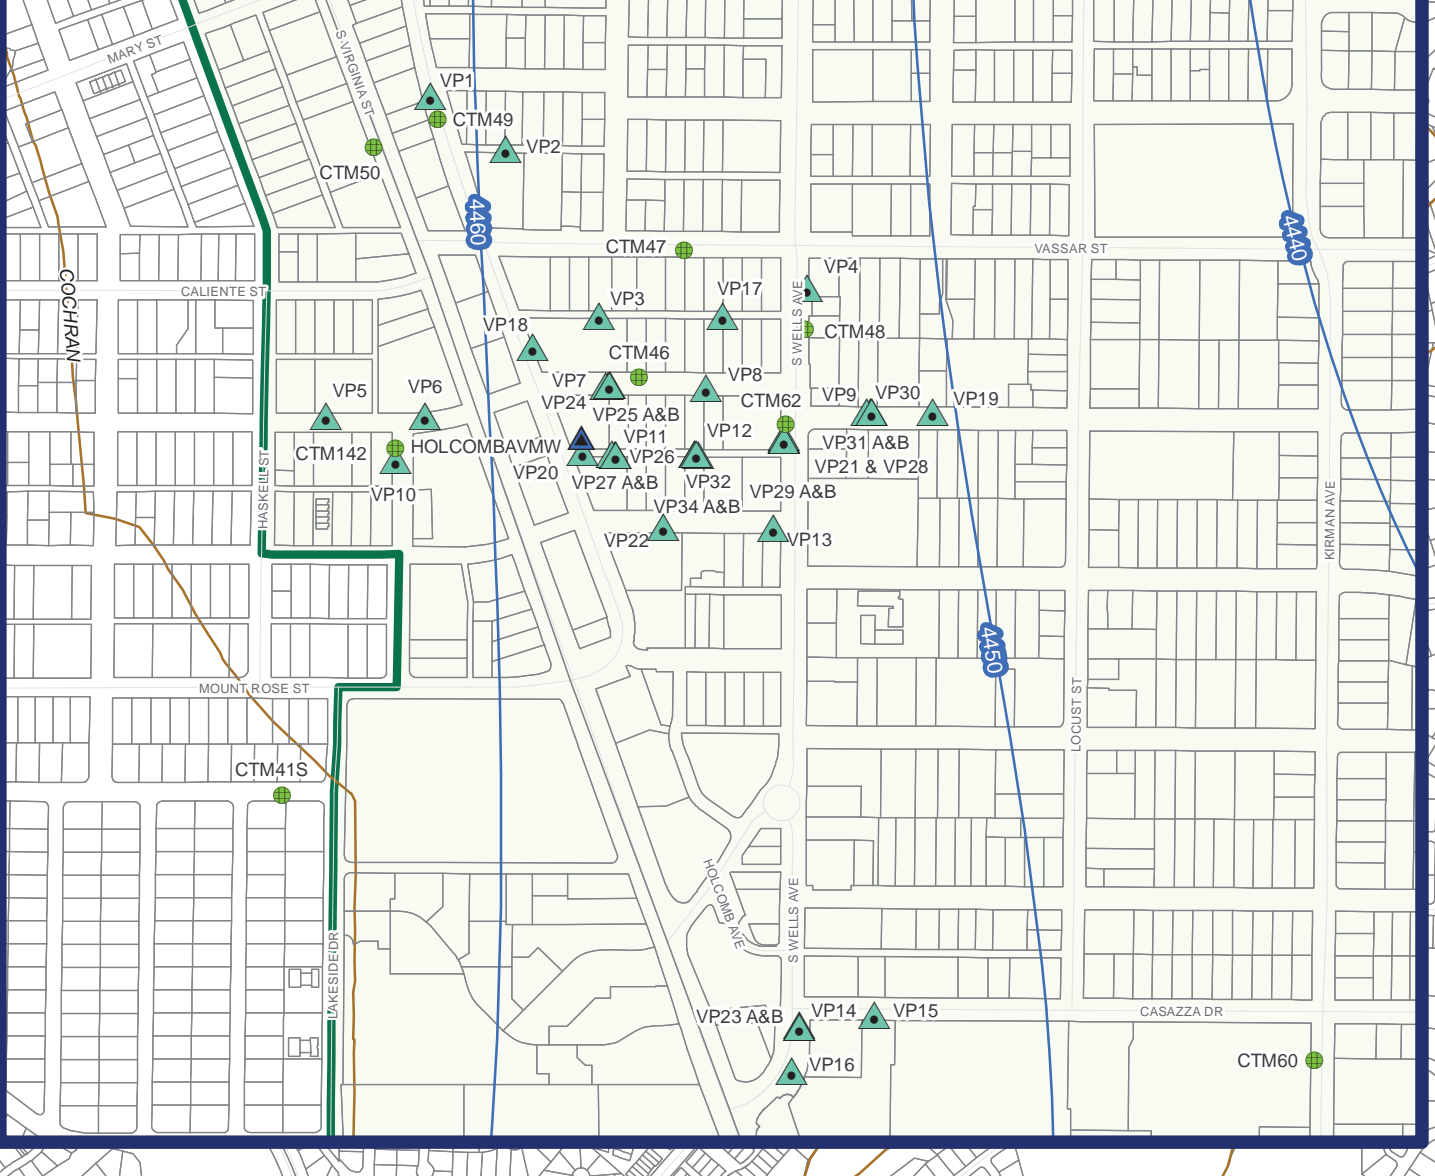 MARY ST
S VIRGINIA ST
VP1
CTM49
VP2
CTM50
4460
CTM47
VASSAR ST
4440
COCHRAN
CALIENTE ST
VP4
VP3
VP17
S WELLS AVE
VP18
CTM48
CTM46
VP7
VP8
VP5
VP6
VP24
CTM62
VP9
VP30
VP19
VP25 A&B
VP11
VP12
CTM142
HOLCOMBAVMW
VP26
VP31 A&B
VP20
VP21 & VP28
HASKELL ST
VP10
VP27 A&B
VP32
VP29 A&B
VP34 A&B
KIRMAN AVE
VP22
VP13
4450
MOUNT ROSE ST
LOCUST ST
CTM41S
HOLCOMB AVE
S WELLS AVE
LAKESIDE DR
VP23 A&B
VP14
VP15
CASAZZA DR
VP16
CTM60